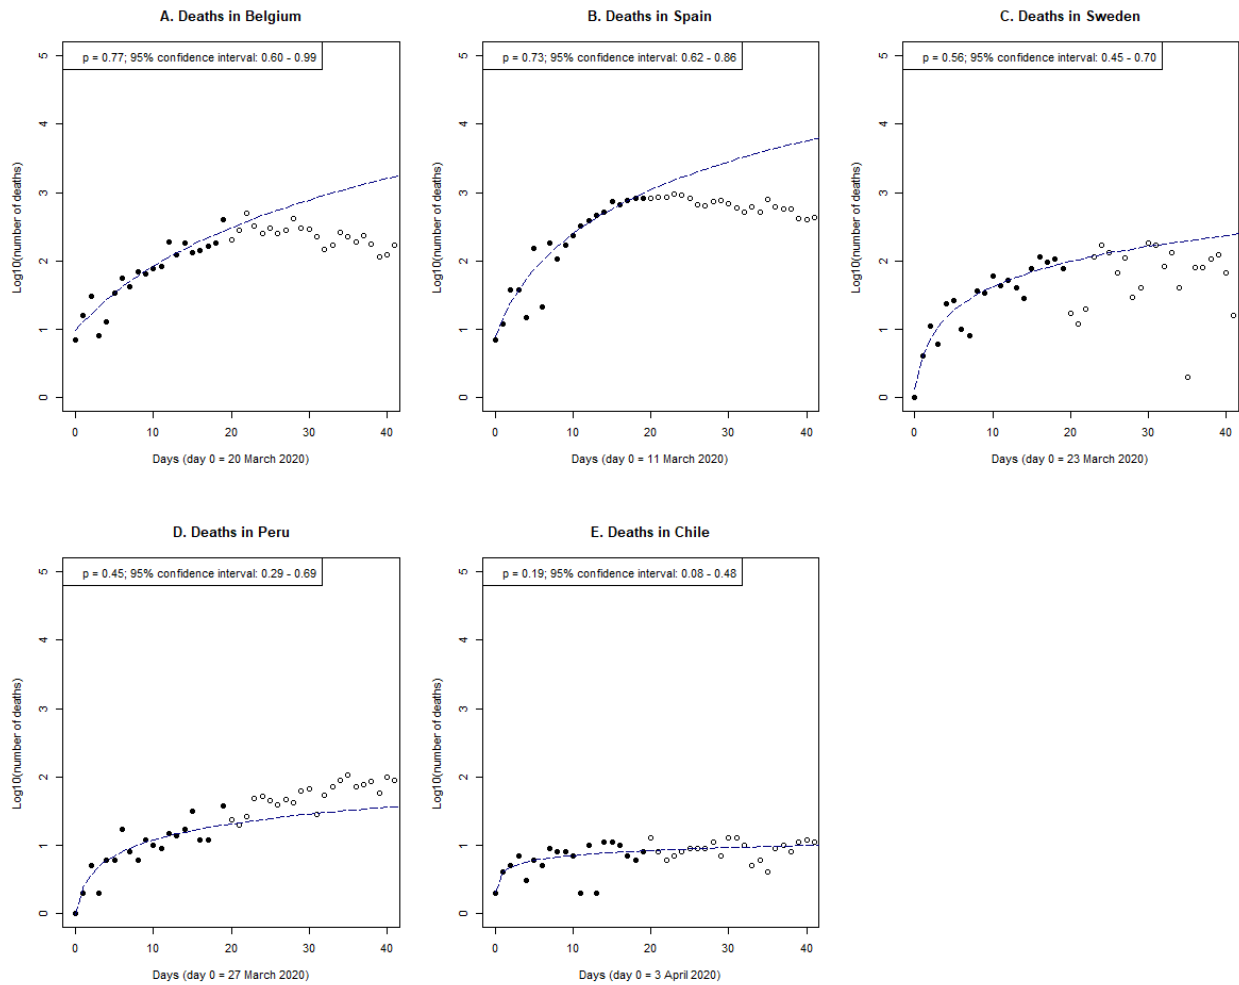 A. Deaths in Belgium
p = 0.77; 95% confidence interval: 0.60 - 0.99
Log10(number of deaths)
5
4
3
2
1
0
0 10 20 30 40
Days (day 0 = 20 March 2020)
B. Deaths in Spain
p = 0.73; 95% confidence interval: 0.62 - 0.86
Log10(number of deaths)
5
4
3
2
1
0
0 10 20 30 40
Days (day 0 = 11 March 2020)
C. Deaths in Sweden
p = 0.56; 95% confidence interval: 0.45 - 0.70
Log10(number of deaths)
5
4
3
2
1
0
0 10 20 30 40
Days (day 0 = 23 March 2020)
D. Deaths in Peru
p = 0.45; 95% confidence interval: 0.29 - 0.69
Log10(number of deaths)
5
4
3
2
1
0
0 10 20 30 40
Days (day 0 = 27 March 2020)
E. Deaths in Chile
p = 0.19; 95% confidence interval: 0.08 - 0.48
Log10(number of deaths)
5
4
3
2
1
0
0 10 20 30 40
Days (day 0 = 3 April 2020)